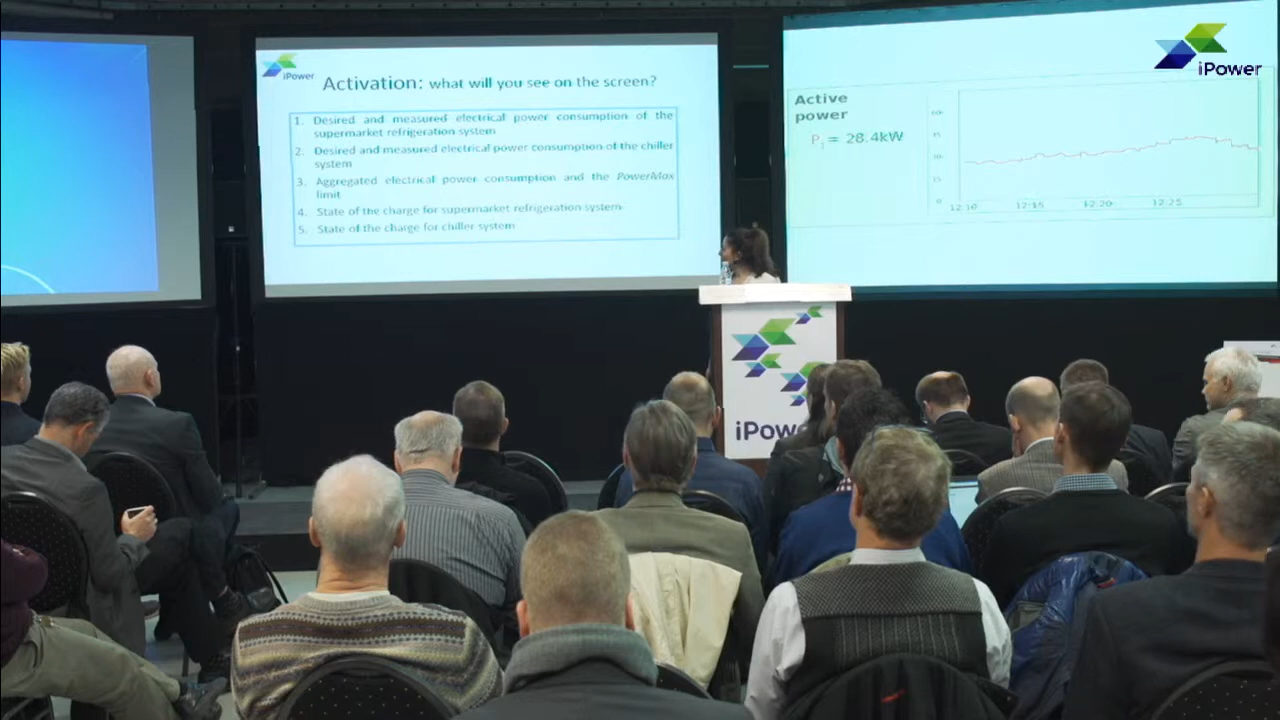 iPower
Activation: what will you see on the screen?
1. Desired and measured electrical power consumption of the
supermarket refrigeration system
2. Desired and measured electrical power consumption of the chiller
system
3. Aggregated electrical power consumption and the PowerMax
limit
4. State of the charge for supermarket refrigeration system
5. State of the charge for chiller system
iPower
Active
power
P = 28.4kW
12:10 12:15 12:20 12:25
iPow